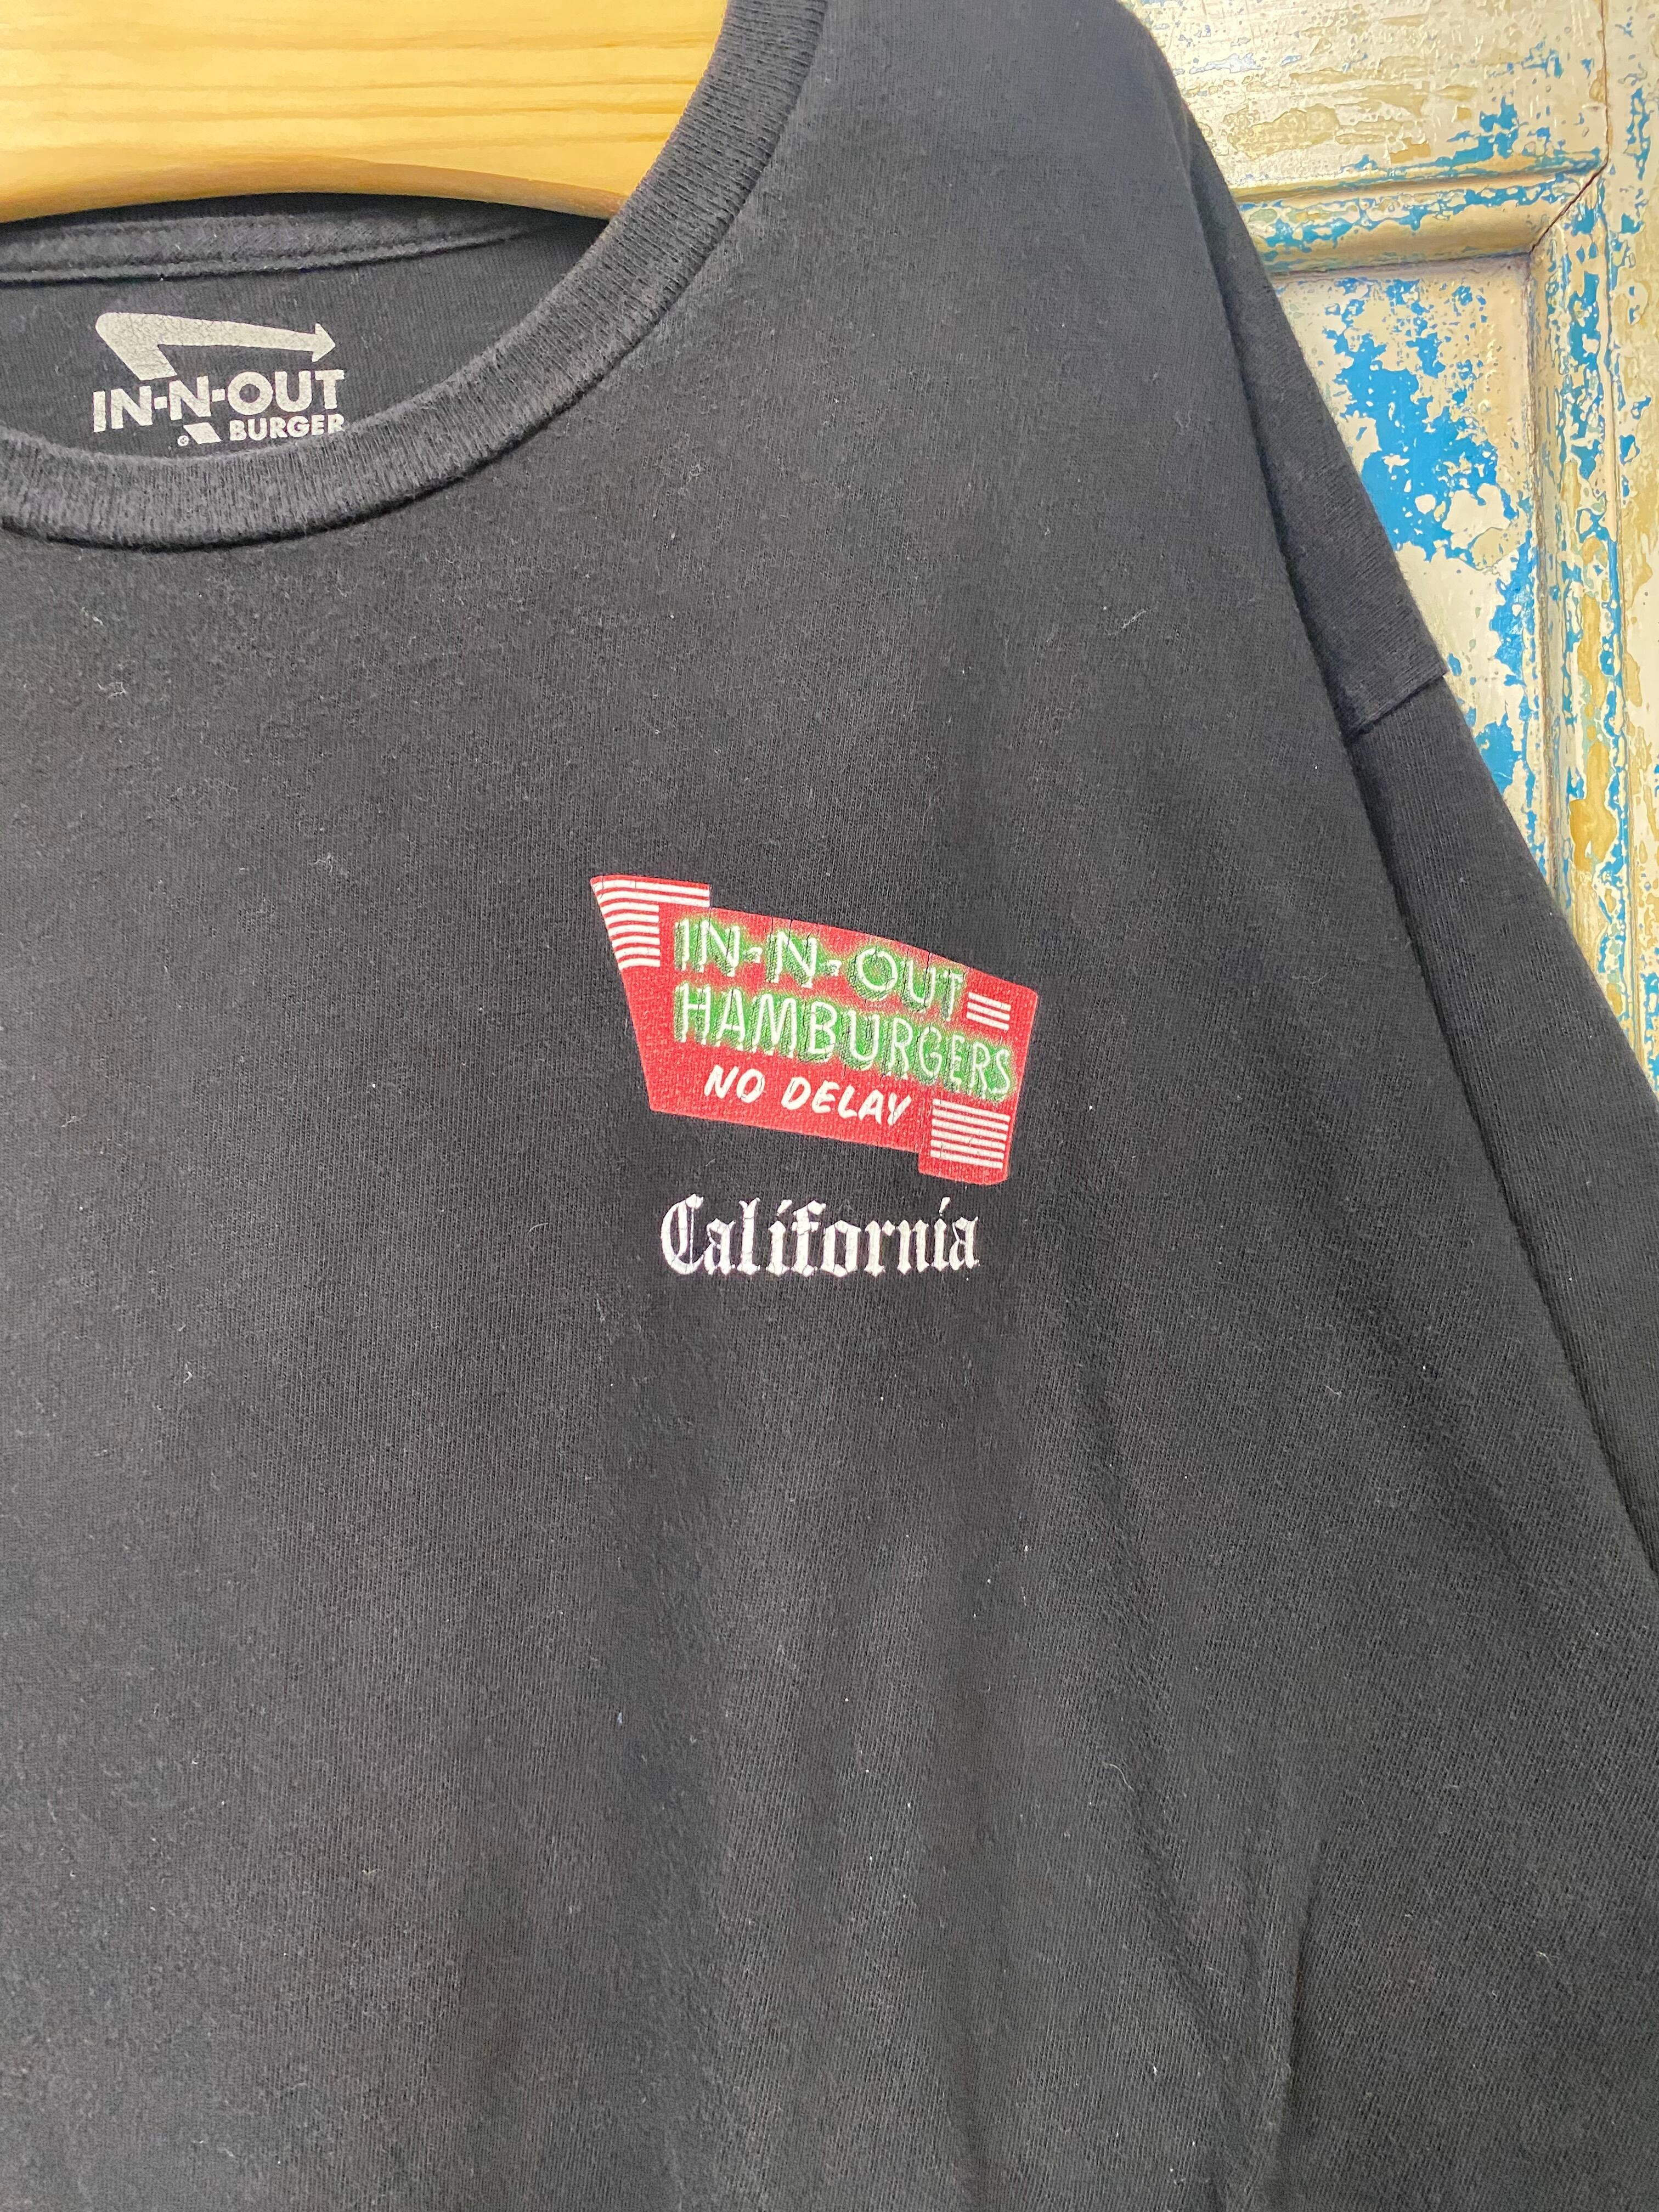 IN-N-OUT
BURGER
IN-N-OUT
HAMBURGERS
NO DELAY
California